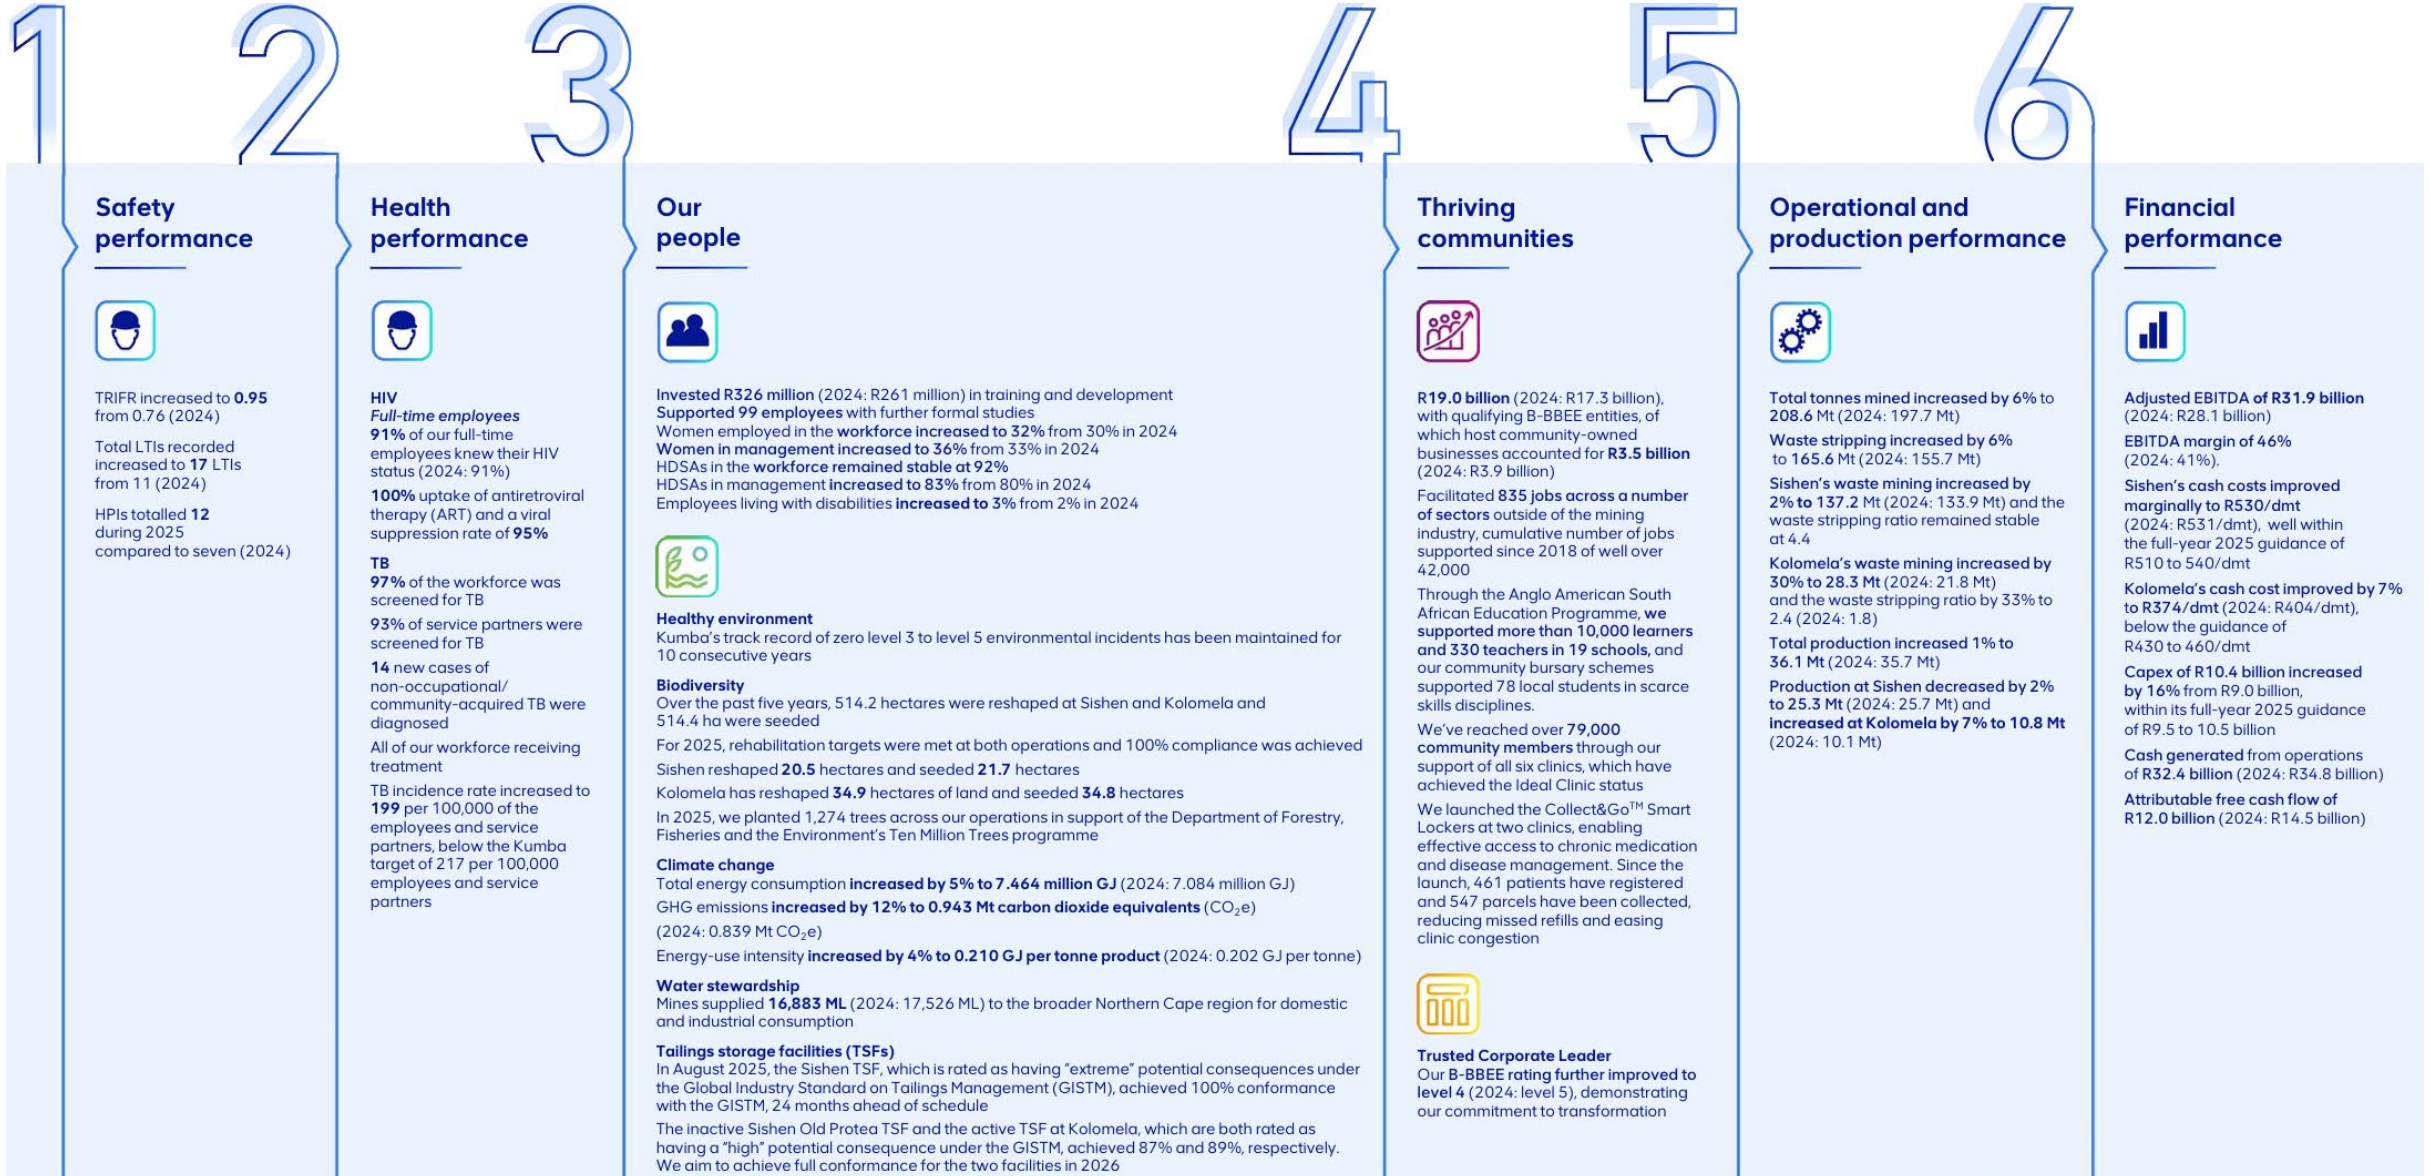 1
Safety
performance
TRIFR increased to 0.95
from 0.76 (2024)
Total LTIs recorded
increased to 17 LTIs
from 11 (2024)
HPIs totalled 12
during 2025
compared to seven (2024)
2
Health
performance
HIV
Full-time employees
91% of our full-time
employees knew their HIV
status (2024: 91%)
100% uptake of antiretroviral
therapy (ART) and a viral
suppression rate of 95%
TB
97% of the workforce was
screened for TB
93% of service partners were
screened for TB
14 new cases of
non-occupational/
community-acquired TB were
diagnosed
All of our workforce receiving
treatment
TB incidence rate increased to
199 per 100,000 of the
employees and service
partners, below the Kumba
target of 217 per 100,000
employees and service
partners
3
Our
people
Invested R326 million (2024: R261 million) in training and development
Supported 99 employees with further formal studies
Women employed in the workforce increased to 32% from 30% in 2024
Women in management increased to 36% from 33% in 2024
HDSAs in the workforce remained stable at 92%
HDSAs in management increased to 83% from 80% in 2024
Employees living with disabilities increased to 3% from 2% in 2024
Healthy environment
Kumba's track record of zero level 3 to level 5 environmental incidents has been maintained for
10 consecutive years
Biodiversity
Over the past five years, 514.2 hectares were reshaped at Sishen and Kolomela and
514.4 ha were seeded
For 2025, rehabilitation targets were met at both operations and 100% compliance was achieved
Sishen reshaped 20.5 hectares and seeded 21.7 hectares
Kolomela has reshaped 34.9 hectares of land and seeded 34.8 hectares
In 2025, we planted 1,274 trees across our operations in support of the Department of Forestry,
Fisheries and the Environment's Ten Million Trees programme
Climate change
Total energy consumption increased by 5% to 7.464 million GJ (2024: 7.084 million GJ)
GHG emissions increased by 12% to 0.943 Mt carbon dioxide equivalents (CO₂e)
(2024: 0.839 Mt CO₂e)
Energy-use intensity increased by 4% to 0.210 GJ per tonne product (2024: 0.202 GJ per tonne)
Water stewardship
Mines supplied 16,883 ML (2024: 17,526 ML) to the broader Northern Cape region for domestic
and industrial consumption
Tailings storage facilities (TSFs)
In August 2025, the Sishen TSF, which is rated as having "extreme" potential consequences under
the Global Industry Standard on Tailings Management (GISTM), achieved 100% conformance
with the GISTM, 24 months ahead of schedule
The inactive Sishen Old Protea TSF and the active TSF at Kolomela, which are both rated as
having a "high" potential consequence under the GISTM, achieved 87% and 89%, respectively.
We aim to achieve full conformance for the two facilities in 2026
4
Thriving
communities
R19.0 billion (2024: R17.3 billion),
with qualifying B-BBEE entities, of
which host community-owned
businesses accounted for R3.5 billion
(2024: R3.9 billion)
Facilitated 835 jobs across a number
of sectors outside of the mining
industry, cumulative number of jobs
supported since 2018 of well over
42,000
Through the Anglo American South
African Education Programme, we
supported more than 10,000 learners
and 330 teachers in 19 schools, and
our community bursary schemes
supported 78 local students in scarce
skills disciplines.
We've reached over 79,000
community members through our
support of all six clinics, which have
achieved the Ideal Clinic status
We launched the Collect&Go™ Smart
Lockers at two clinics, enabling
effective access to chronic medication
and disease management. Since the
launch, 461 patients have registered
and 547 parcels have been collected,
reducing missed refills and easing
clinic congestion
Trusted Corporate Leader
Our B-BBEE rating further improved to
level 4 (2024: level 5), demonstrating
our commitment to transformation
5
Operational and
production performance
Total tonnes mined increased by 6% to
208.6 Mt (2024: 197.7 Mt)
Waste stripping increased by 6%
to 165.6 Mt (2024: 155.7 Mt)
Sishen's waste mining increased by
2% to 137.2 Mt (2024: 133.9 Mt) and the
waste stripping ratio remained stable
at 4.4
Kolomela's waste mining increased by
30% to 28.3 Mt (2024: 21.8 Mt)
and the waste stripping ratio by 33% to
2.4 (2024: 1.8)
Total production increased 1% to
36.1 Mt (2024: 35.7 Mt)
Production at Sishen decreased by 2%
to 25.3 Mt (2024: 25.7 Mt) and
increased at Kolomela by 7% to 10.8 Mt
(2024: 10.1 Mt)
6
Financial
performance
Adjusted EBITDA of R31.9 billion
(2024: R28.1 billion)
EBITDA margin of 46%
(2024: 41%).
Sishen's cash costs improved
marginally to R530/dmt
(2024: R531/dmt), well within
the full-year 2025 guidance of
R510 to 540/dmt
Kolomela's cash cost improved by 7%
to R374/dmt (2024: R404/dmt),
below the guidance of
R430 to 460/dmt
Capex of R10.4 billion increased
by 16% from R9.0 billion,
within its full-year 2025 guidance
of R9.5 to 10.5 billion
Cash generated from operations
of R32.4 billion (2024: R34.8 billion)
Attributable free cash flow of
R12.0 billion (2024: R14.5 billion)